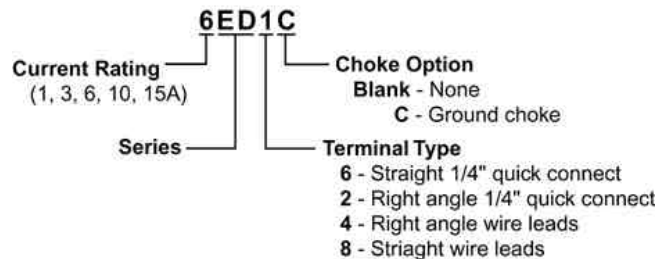 6ED1C
Current Rating
(1, 3, 6, 10, 15A)
Series
Choke Option
Blank - None
C - Ground choke
Terminal Type
6 - Straight 1/4" quick connect
2 - Right angle 1/4" quick connect
4 - Right angle wire leads
8 - Striaght wire leads